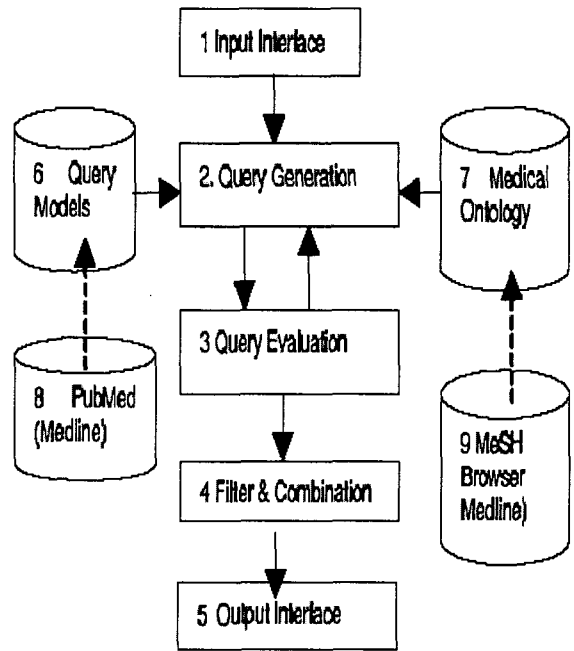 1 Input Interface
6 Query
Models
2. Query Generation
7 Medical
Ontology
3 Query Evaluation
8 PubMed
(Medline)
9 MeSH
Browser
Medline)
4 Filter & Combination
5 Output Interface